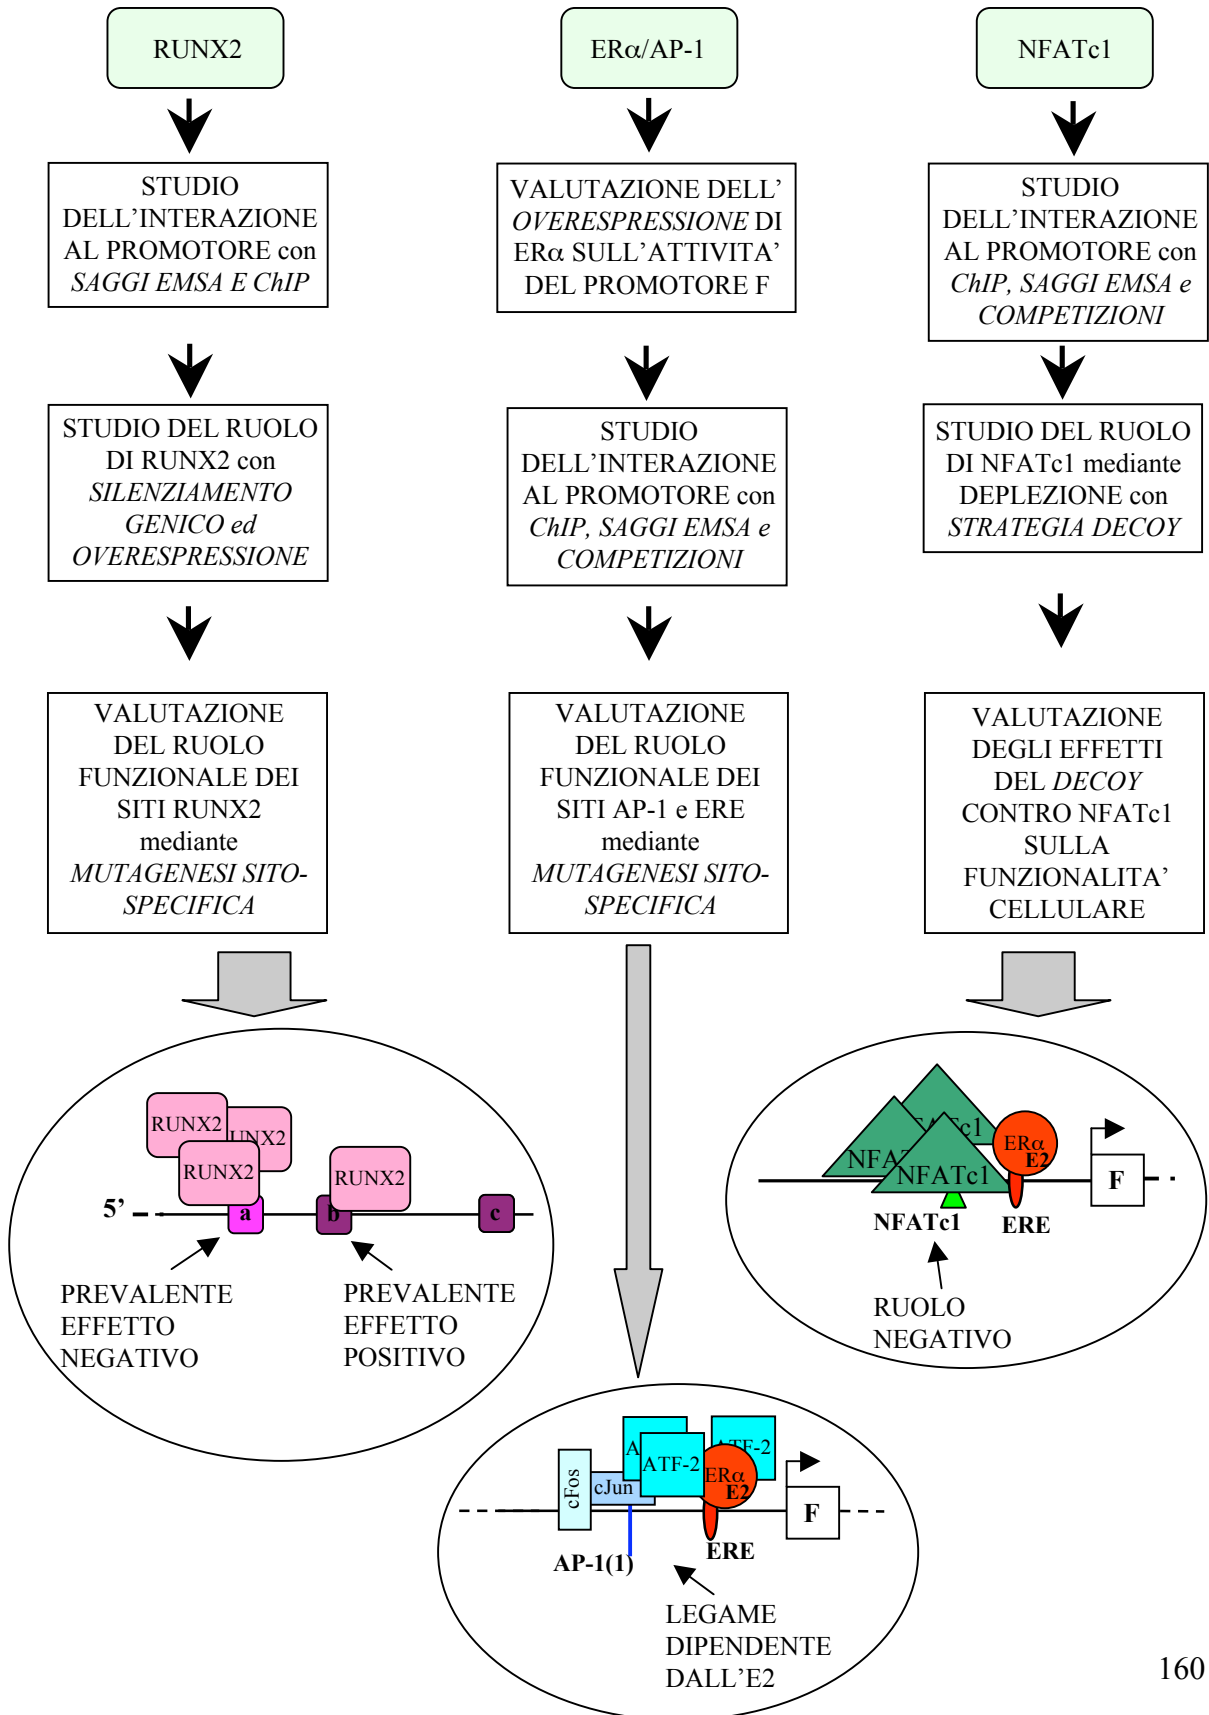 RUNX2
STUDIO
DELL'INTERAZIONE
AL PROMOTORE con
SAGGI EMSA E ChIP
STUDIO DEL RUOLO
DI RUNX2 con
SILENZIAMENTO
GENICO ed
OVERESPRESSIONE
VALUTAZIONE
DEL RUOLO
FUNZIONALE DEI
SITI RUNX2
mediante
MUTAGENESI SITO-
SPECIFICA
RUNX2
UNX2
RUNX2
RUNX2
5'
a
b
c
PREVALENTE
EFFETTO
NEGATIVO
PREVALENTE
EFFETTO
POSITIVO
ERα/AP-1
VALUTAZIONE DELL'
OVERESPRESSIONE DI
ERα SULL'ATTIVITA'
DEL PROMOTORE F
STUDIO
DELL'INTERAZIONE
AL PROMOTORE con
ChIP, SAGGI EMSA e
COMPETIZIONI
VALUTAZIONE
DEL RUOLO
FUNZIONALE DEI
SITI AP-1 e ERE
mediante
MUTAGENESI SITO-
SPECIFICA
cFos
cJun
A
ATF-2
ATF-2
ERα
E2
F
AP-1(1)
ERE
LEGAME
DIPENDENTE
DALL'E2
NFATc1
STUDIO
DELL'INTERAZIONE
AL PROMOTORE con
ChIP, SAGGI EMSA e
COMPETIZIONI
STUDIO DEL RUOLO
DI NFATc1 mediante
DEPLEZIONE con
STRATEGIA DECOY
VALUTAZIONE
DEGLI EFFETTI
DEL DECOY
CONTRO NFATc1
SULLA
FUNZIONALITA'
CELLULARE
ATc1
NFAT
NFATc1
ERα
E2
F
NFATc1
ERE
RUOLO
NEGATIVO
160